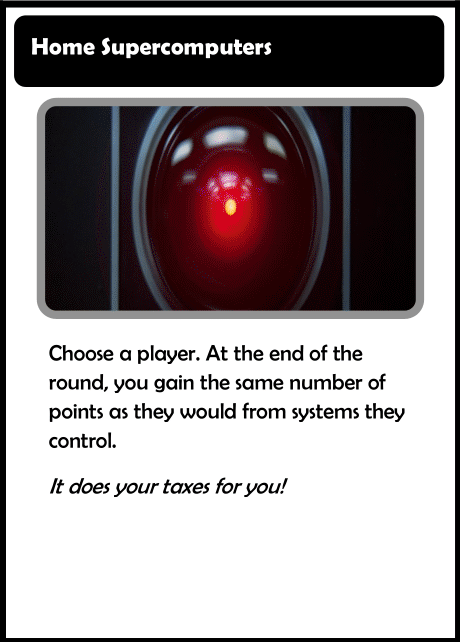 Home Supercomputers
Choose a player. At the end of the
round, you gain the same number of
points as they would from systems they
control.
It does your taxes for you!